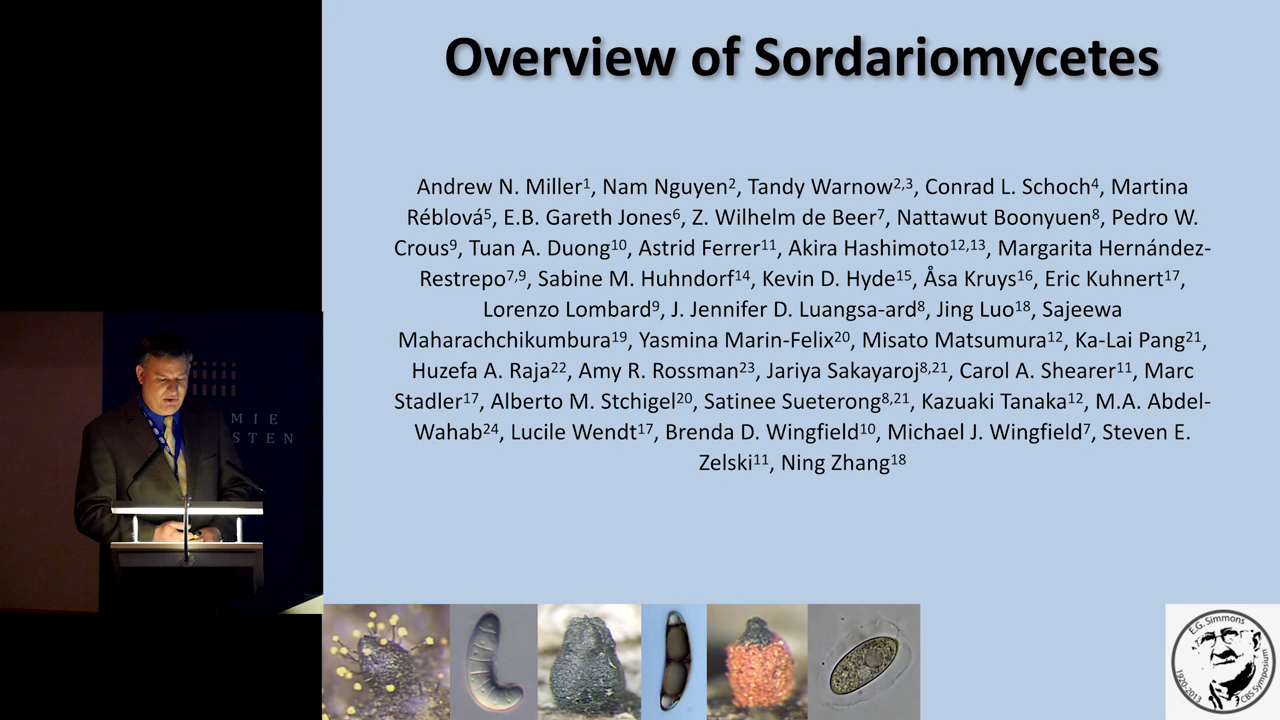 Overview of Sordariomycetes
Andrew N. Miller¹, Nam Nguyen², Tandy Warnow²,³, Conrad L. Schoch⁴, Martina
Réblová⁵, E.B. Gareth Jones⁶, Z. Wilhelm de Beer⁷, Nattawut Boonyuen⁸, Pedro W.
Crous⁹, Tuan A. Duong¹⁰, Astrid Ferrer¹¹, Akira Hashimoto¹²,¹³, Margarita Hernández-
Restrepo⁷,⁹, Sabine M. Huhndorf¹⁴, Kevin D. Hyde¹⁵, Åsa Kruys¹⁶, Eric Kuhnert¹⁷,
Lorenzo Lombard⁹, J. Jennifer D. Luangsa-ard⁸, Jing Luo¹⁸, Sajeewa
Maharachchikumbura¹⁹, Yasmina Marin-Felix²⁰, Misato Matsumura¹², Ka-Lai Pang²¹,
Huzefa A. Raja²², Amy R. Rossman²³, Jariya Sakayaroj⁸,²¹, Carol A. Shearer¹¹, Marc
Stadler¹⁷, Alberto M. Stchigel²⁰, Satinee Sueterong⁸,²¹, Kazuaki Tanaka¹², M.A. Abdel-
Wahab²⁴, Lucile Wendt¹⁷, Brenda D. Wingfield¹⁰, Michael J. Wingfield⁷, Steven E.
Zelski¹¹, Ning Zhang¹⁸
MIE
STEN
E.G. Simmons
1920-2013
CBS Symposium